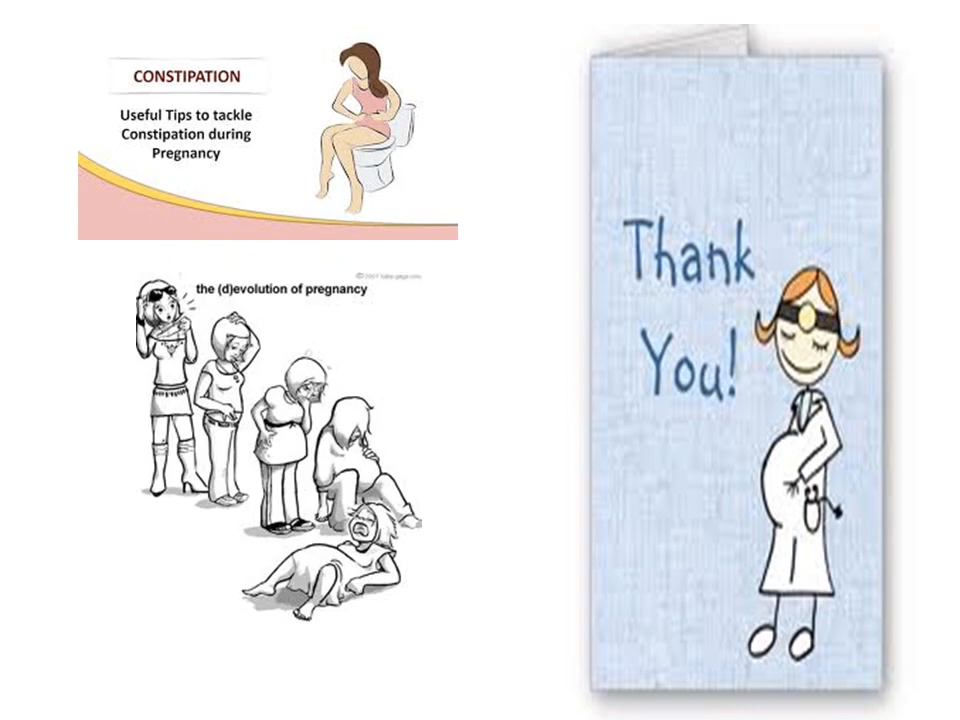 CONSTIPATION
Useful Tips to tackle
Constipation during
Pregnancy
the (d)evolution of pregnancy
Thank
You!